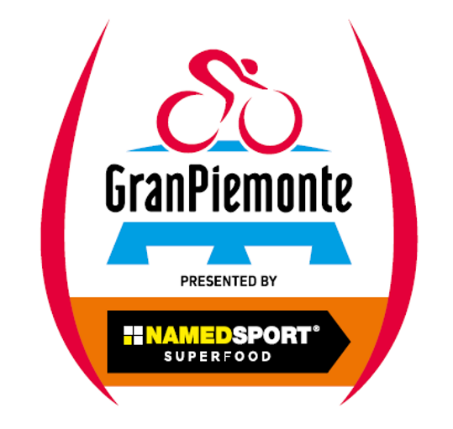 GranPiemonte
PRESENTED BY
NAMEDSPORT®
SUPERFOOD